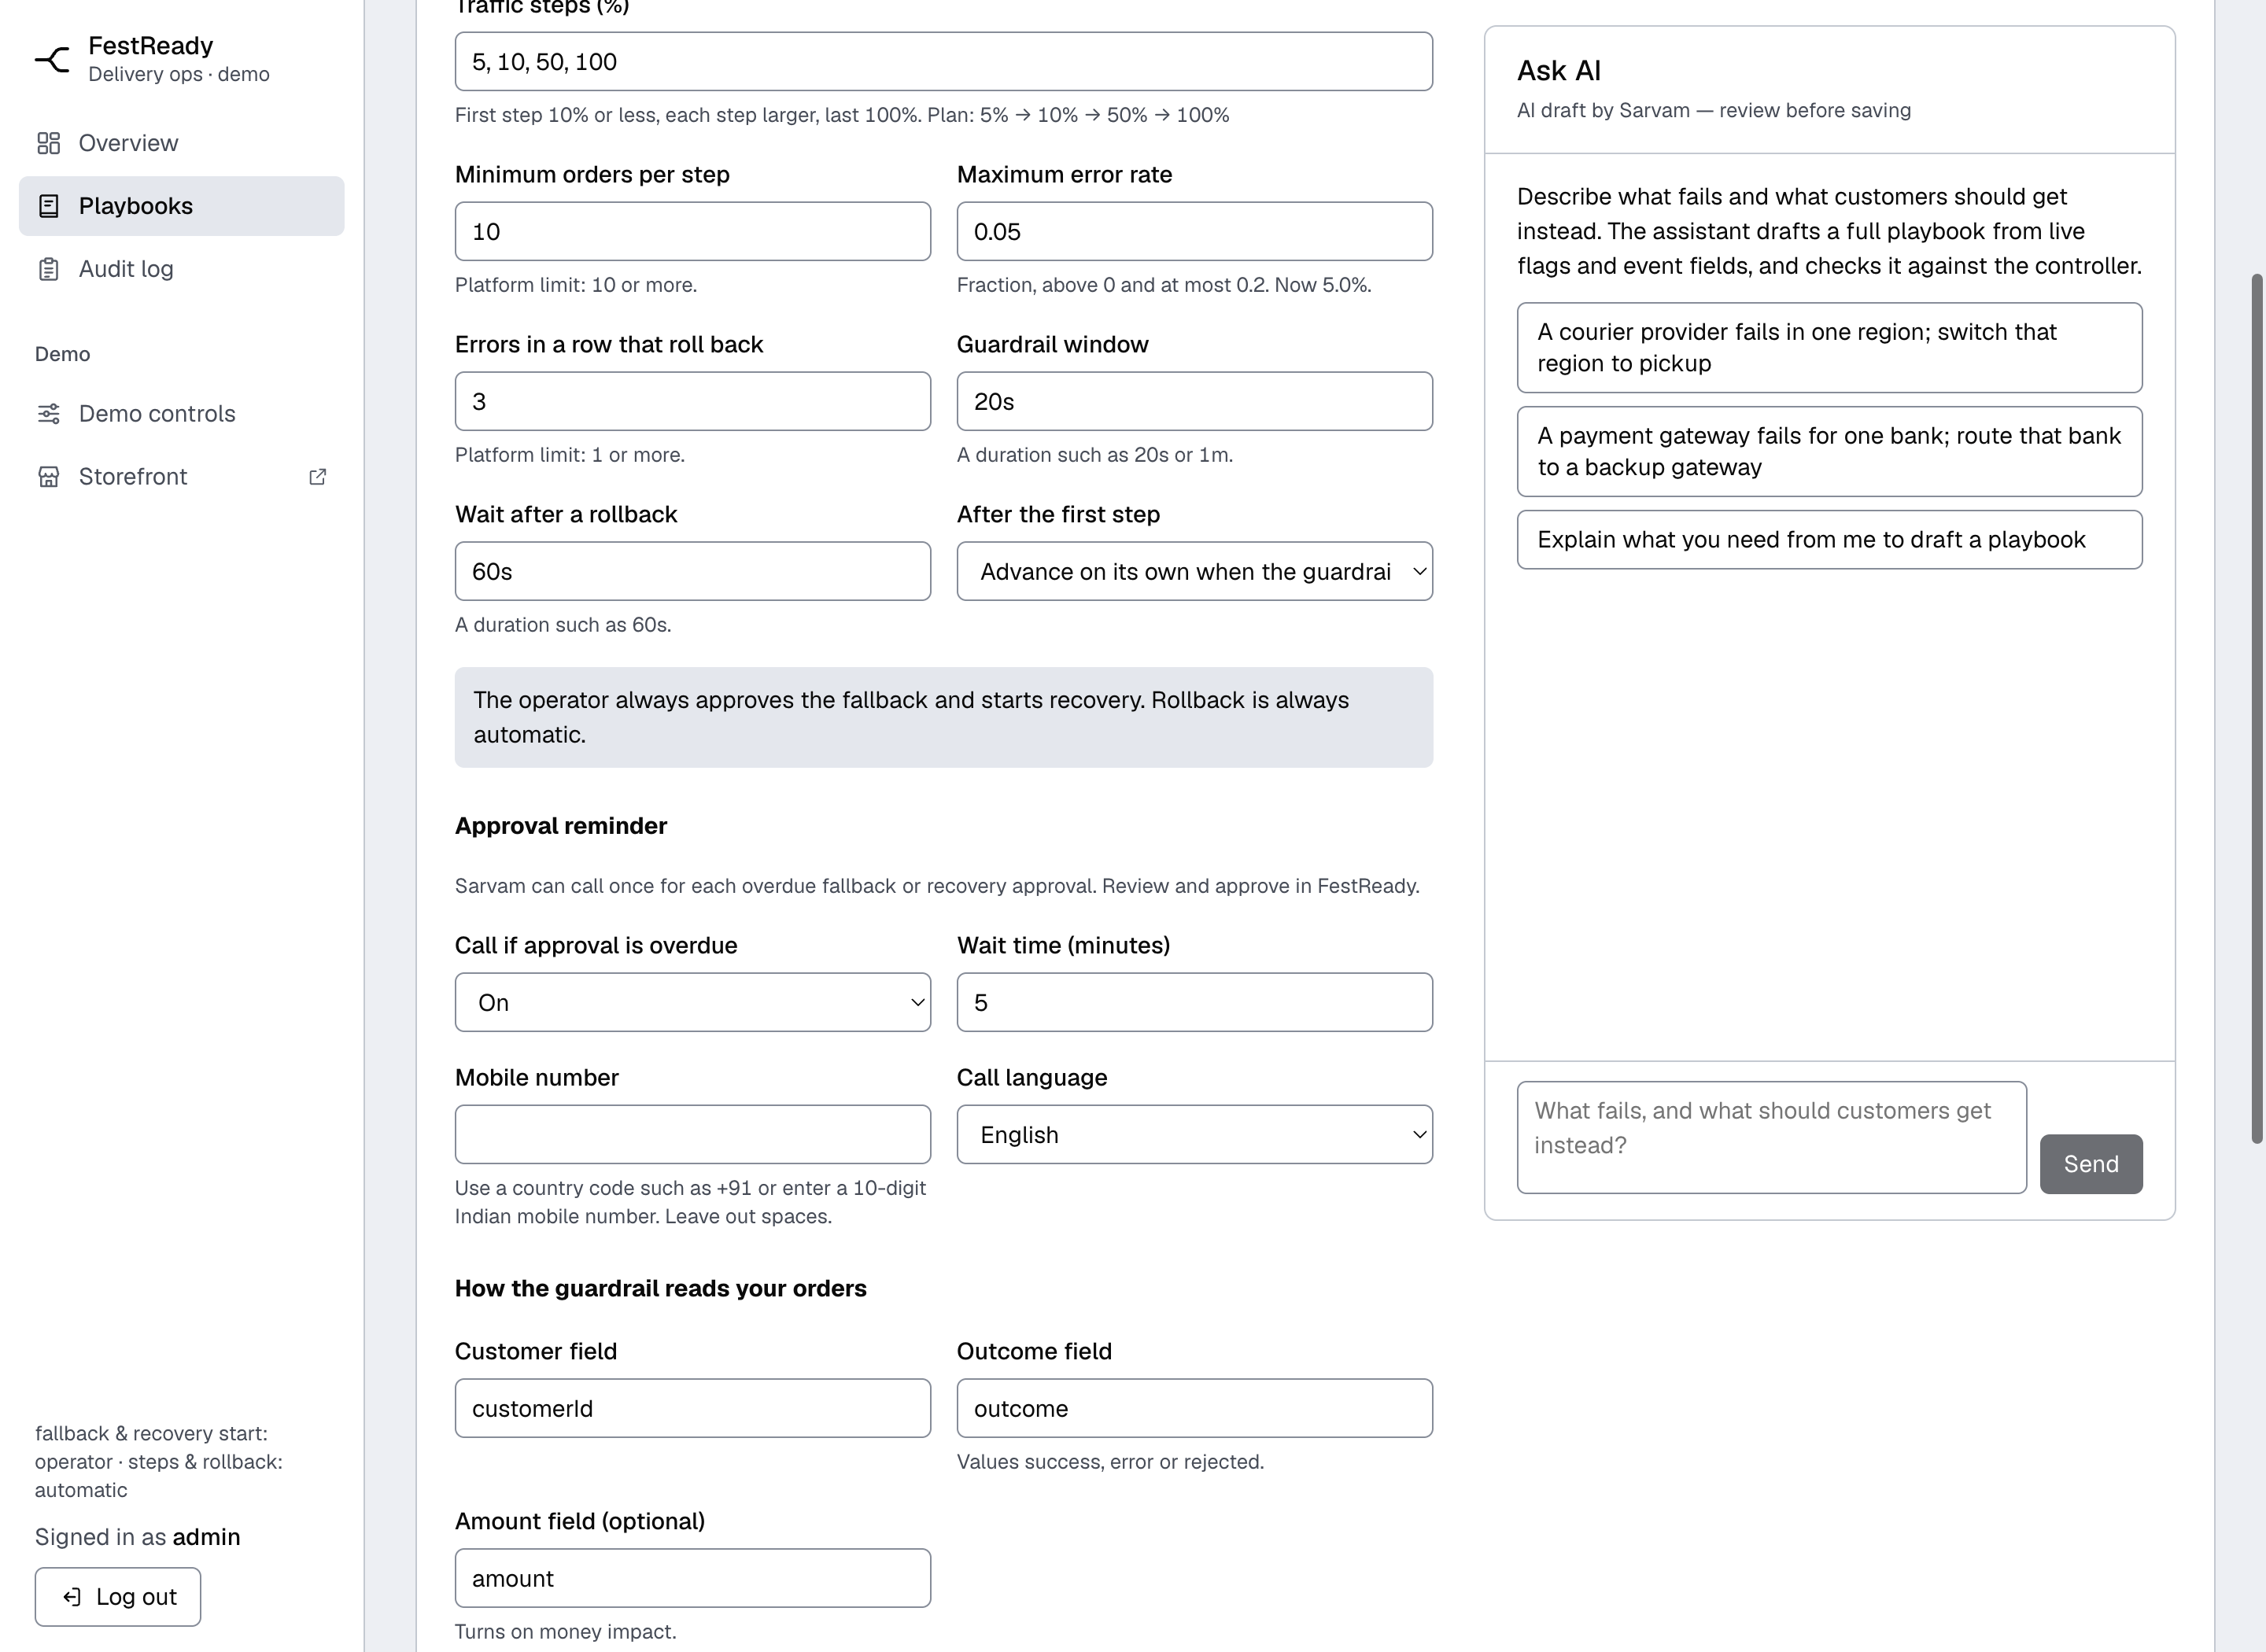 FestReady
Delivery ops · demo
Overview
Playbooks
Audit log
Demo
Demo controls
Storefront
fallback & recovery start:
operator · steps & rollback:
automatic
Signed in as admin
Log out
Traffic steps (%)
5, 10, 50, 100
First step 10% or less, each step larger, last 100%. Plan: 5% → 10% → 50% → 100%
Minimum orders per step
10
Platform limit: 10 or more.
Maximum error rate
0.05
Fraction, above 0 and at most 0.2. Now 5.0%.
Errors in a row that roll back
3
Platform limit: 1 or more.
Guardrail window
20s
A duration such as 20s or 1m.
Wait after a rollback
60s
A duration such as 60s.
After the first step
Advance on its own when the guardrai
The operator always approves the fallback and starts recovery. Rollback is always
automatic.
Approval reminder
Sarvam can call once for each overdue fallback or recovery approval. Review and approve in FestReady.
Call if approval is overdue
On
Wait time (minutes)
5
Mobile number
Use a country code such as +91 or enter a 10-digit
Indian mobile number. Leave out spaces.
Call language
English
How the guardrail reads your orders
Customer field
customerId
Outcome field
outcome
Values success, error or rejected.
Amount field (optional)
amount
Turns on money impact.
Ask AI
AI draft by Sarvam — review before saving
Describe what fails and what customers should get
instead. The assistant drafts a full playbook from live
flags and event fields, and checks it against the controller.
A courier provider fails in one region; switch that
region to pickup
A payment gateway fails for one bank; route that bank
to a backup gateway
Explain what you need from me to draft a playbook
What fails, and what should customers get
instead?
Send